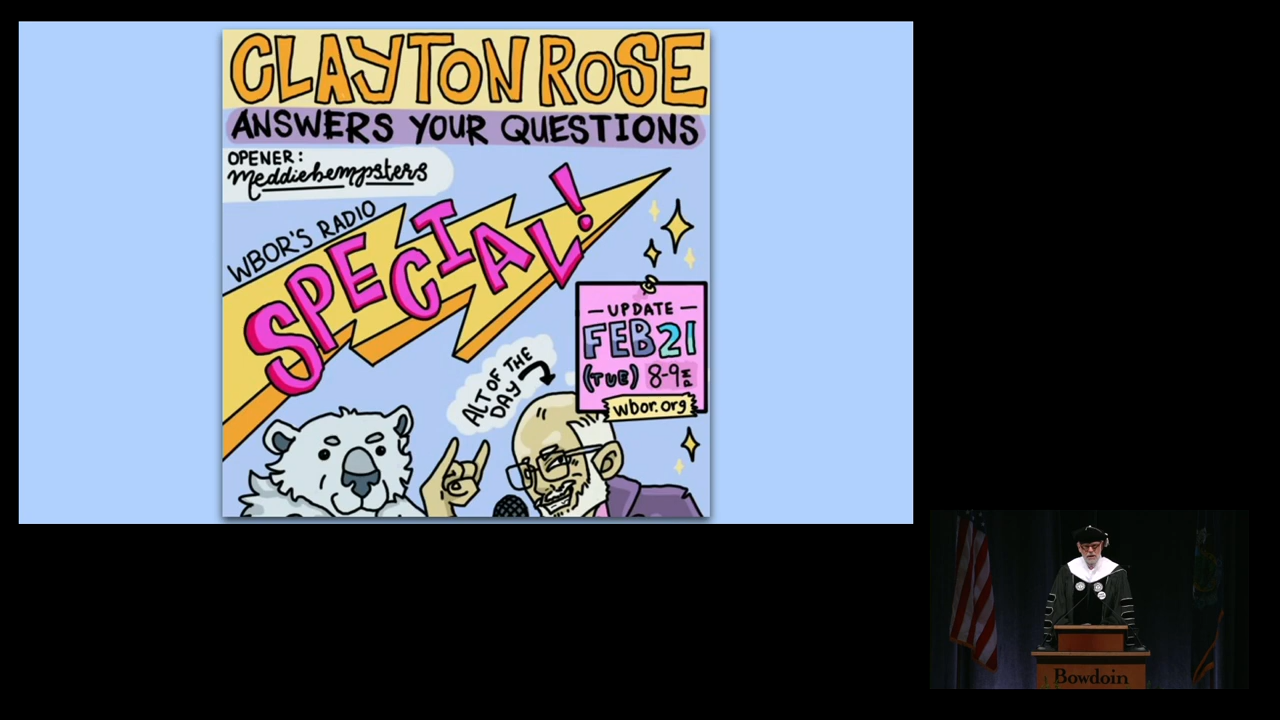 CLAYTON ROSE
ANSWERS YOUR QUESTIONS
OPENER:
Meddiebempsters
WBOR'S RADIO
SPECIAL!
— UPDATE —
FEB 21
(TUE) 8-9
wbor.org
ALT OF THE
DAY
Bowdoin